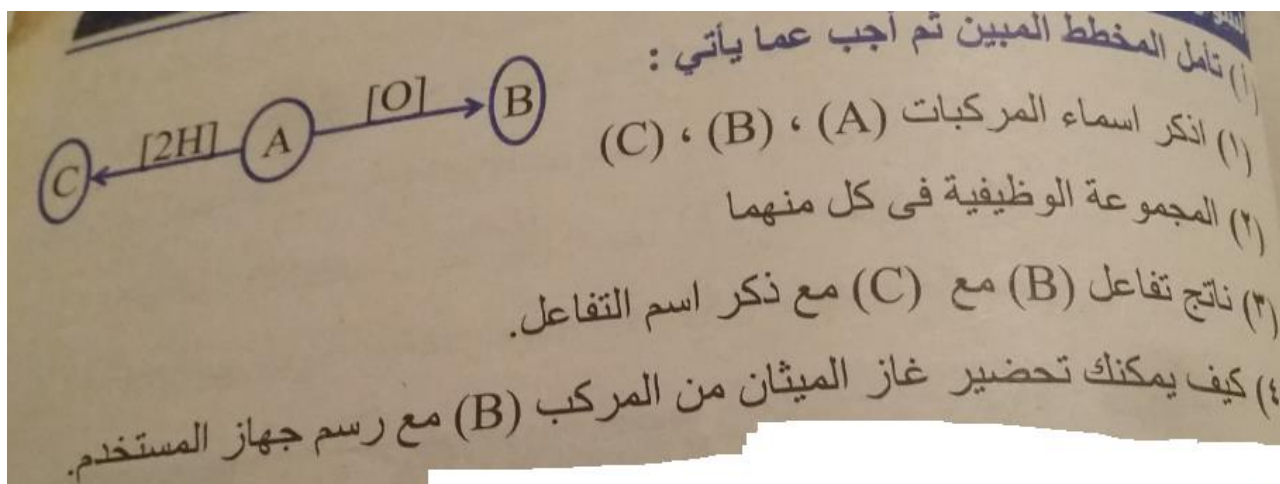 (أ) تأمل المخطط المبين ثم أجب عما يأتي :
C [2H] A [O] B
(١) اذكر اسماء المركبات (A) ، (B) ، (C)
(٢) المجموعة الوظيفية فى كل منهما
(٣) ناتج تفاعل (B) مع (C) مع ذكر اسم التفاعل.
٤) كيف يمكنك تحضير غاز الميثان من المركب (B) مع رسم جهاز المستخدم.